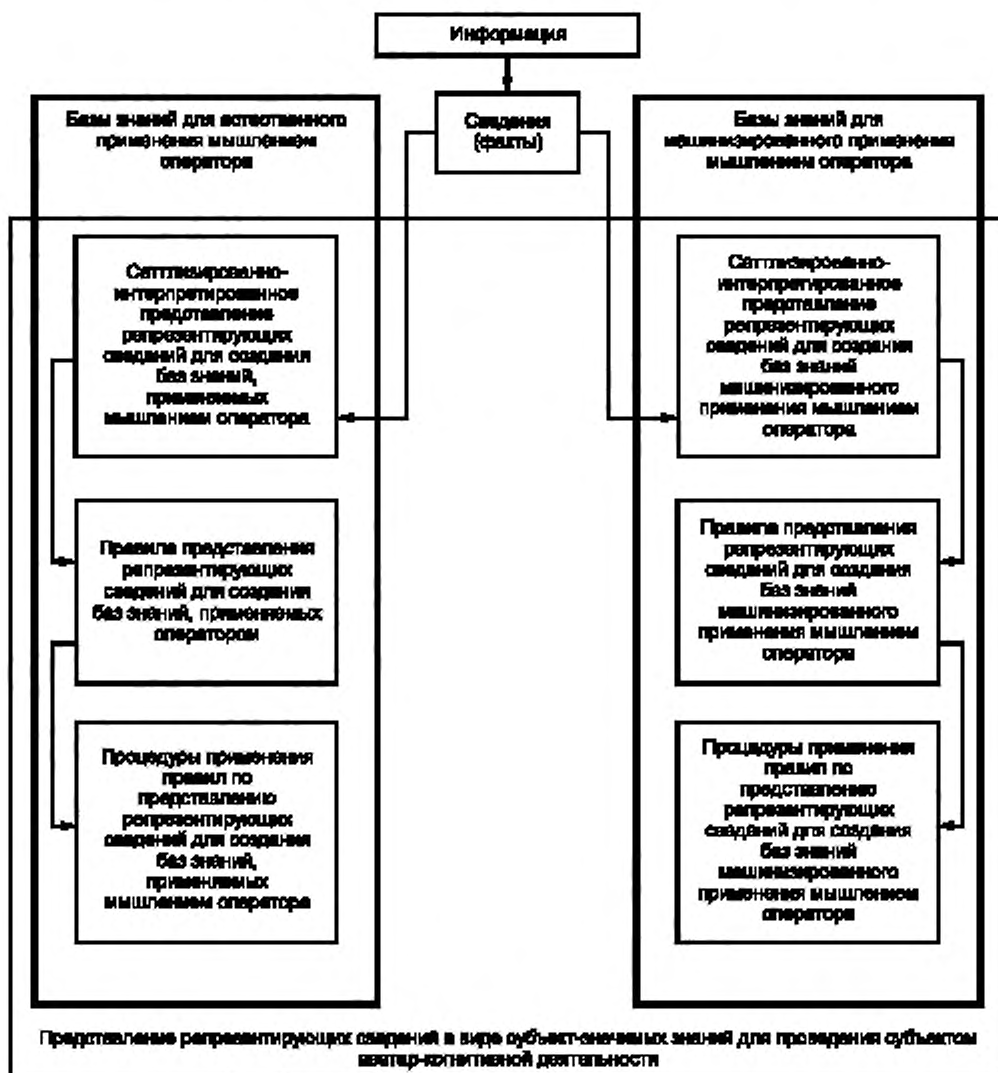 Информация
Базы знаний для естественного
применения мышлением
оператора
Сведения
(факты)
Базы знаний для
машинизированного применения
мышлением оператора
Сеттлизированно-
интерпретированное
представление
репрезентирующих
сведений для создания
баз знаний,
применяемых
мышлением оператора
Сеттлизированно-
интерпретированное
представление
репрезентирующих
сведений для создания
баз знаний
машинизированного
применения мышлением
оператора
Правила представления
репрезентирующих
сведений для создания
баз знаний, применяемых
оператором
Правила представления
репрезентирующих
сведений для создания
баз знаний
машинизированного
применения мышлением
оператора
Процедуры применения
правил по
представлению
репрезентирующих
сведений для создания
баз знаний,
применяемых
мышлением оператора
Процедуры применения
правил по
представлению
репрезентирующих
сведений для создания
баз знаний
машинизированного
применения мышлением
оператора
Представление репрезентирующих сведений в виде субъект-значимых знаний для проведения субъектом
аватар-когнитивной деятельности